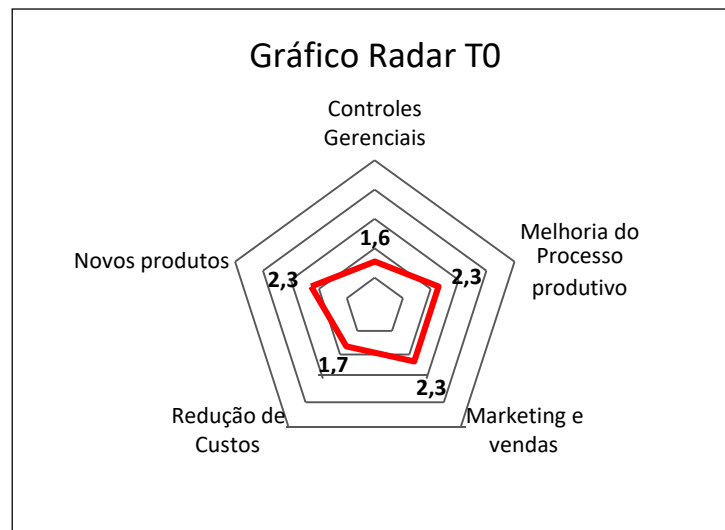 Gráfico Radar T0
Controles
Gerenciais
1,6
Melhoria do
Processo
produtivo
Novos produtos
2,3
2,3
1,7
2,3
Redução de
Custos
Marketing e
vendas